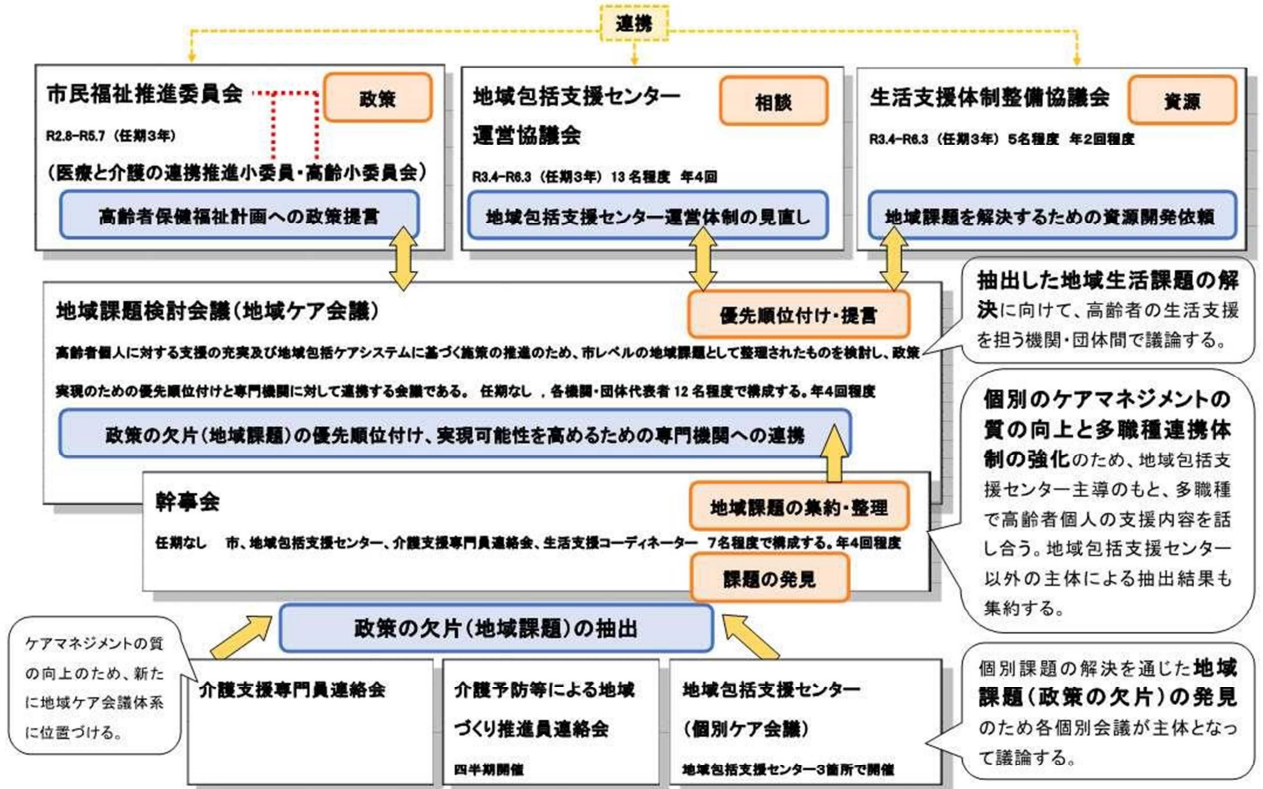 連携
市民福祉推進委員会
政策
R2.8-R5.7（任期３年）
（医療と介護の連携推進小委員・高齢小委員会）
高齢者保健福祉計画への政策提言
地域包括支援センター
運営協議会
相談
R3.4-R6.3（任期３年）13名程度 年４回
地域包括支援センター運営体制の見直し
生活支援体制整備協議会
資源
R3.4-R6.3（任期３年）５名程度 年２回程度
地域課題を解決するための資源開発依頼
地域課題検討会議（地域ケア会議）
優先順位付け・提言
高齢者個人に対する支援の充実及び地域包括ケアシステムに基づく施策の推進のため、市レベルの地域課題として整理されたものを検討し、政策
実現のための優先順位付けと専門機関に対して連携する会議である。 任期なし ，各機関・団体代表者12名程度で構成する。年４回程度
政策の欠片（地域課題）の優先順位付け、実現可能性を高めるための専門機関への連携
抽出した地域生活課題の解
決に向けて、高齢者の生活支援
を担う機関・団体間で議論する。
幹事会
地域課題の集約・整理
任期なし 市、地域包括支援センター、介護支援専門員連絡会、生活支援コーディネーター ７名程度で構成する。年４回程度
課題の発見
個別のケアマネジメントの
質の向上と多職種連携体
制の強化のため、地域包括支
援センター主導のもと、多職種
で高齢者個人の支援内容を話
し合う。地域包括支援センター
以外の主体による抽出結果も
集約する。
政策の欠片（地域課題）の抽出
ケアマネジメントの質
の向上のため、新た
に地域ケア会議体系
に位置づける。
介護支援専門員連絡会
介護予防等による地域
づくり推進員連絡会
四半期開催
地域包括支援センター
（個別ケア会議）
地域包括支援センター３箇所で開催
個別課題の解決を通じた地域
課題（政策の欠片）の発見
のため各個別会議が主体となっ
て議論する。